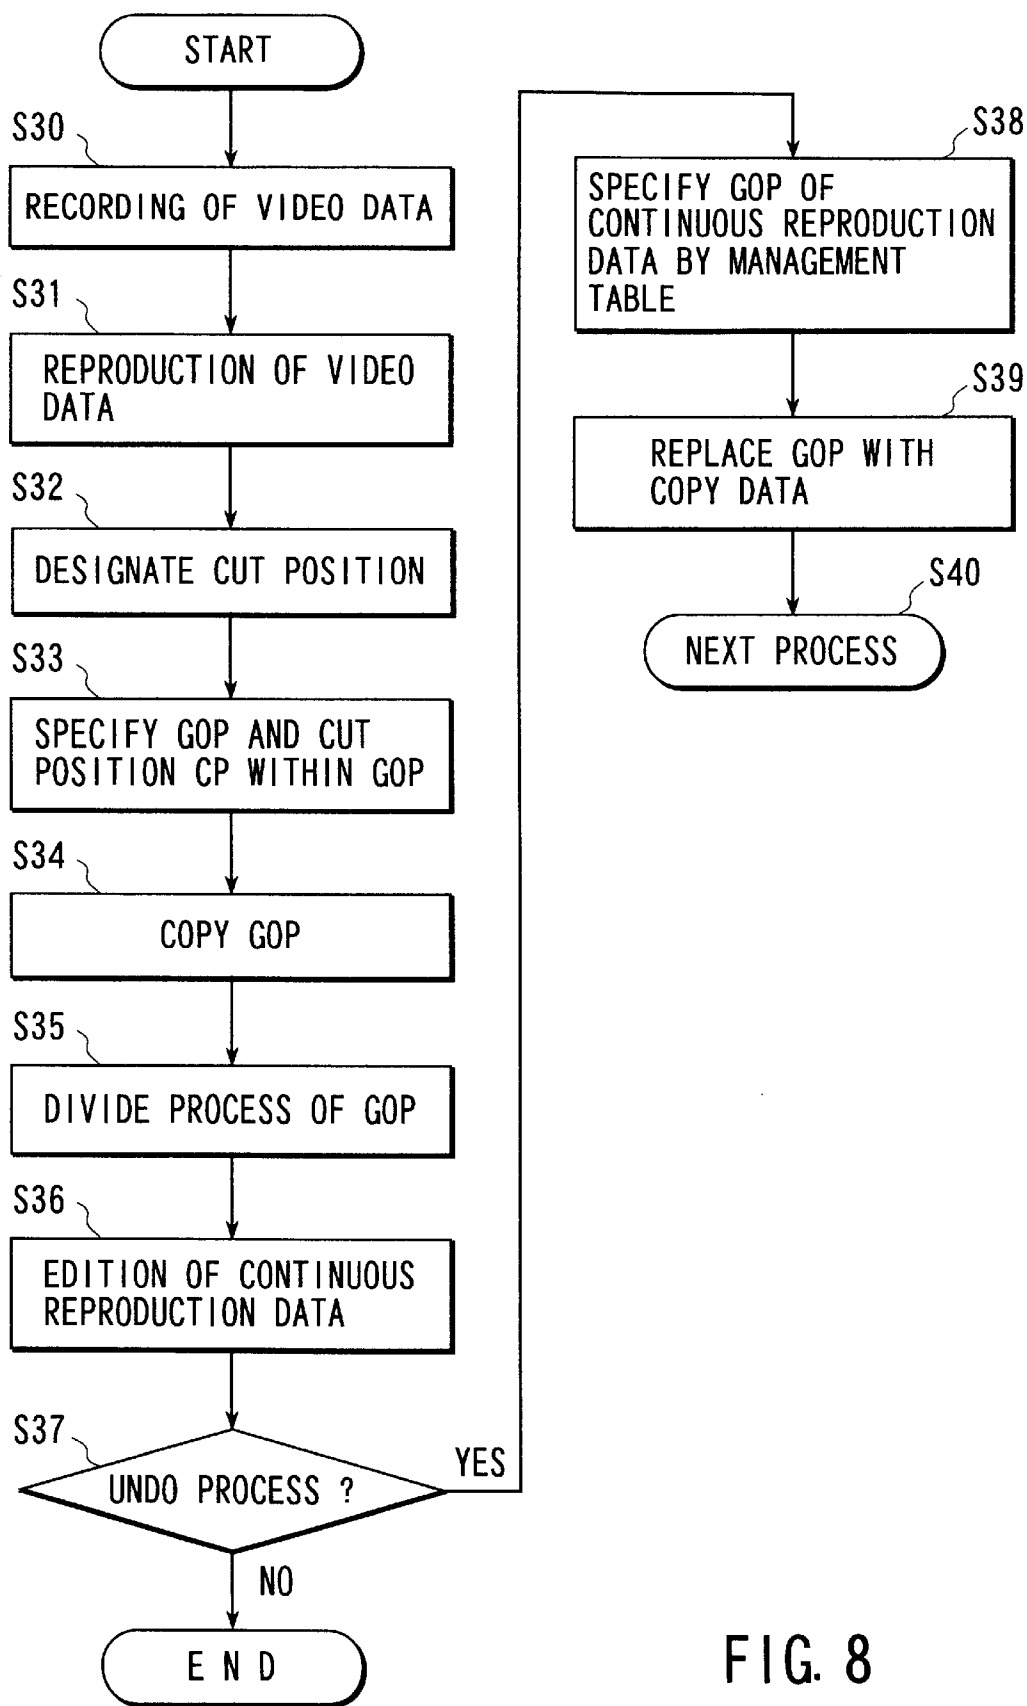 START
S30
RECORDING OF VIDEO DATA
S31
REPRODUCTION OF VIDEO
DATA
S32
DESIGNATE CUT POSITION
S33
SPECIFY GOP AND CUT
POSITION CP WITHIN GOP
S34
COPY GOP
S35
DIVIDE PROCESS OF GOP
S36
EDITION OF CONTINUOUS
REPRODUCTION DATA
S37
UNDO PROCESS ?
YES
NO
END
S38
SPECIFY GOP OF
CONTINUOUS REPRODUCTION
DATA BY MANAGEMENT
TABLE
S39
REPLACE GOP WITH
COPY DATA
S40
NEXT PROCESS
FIG. 8